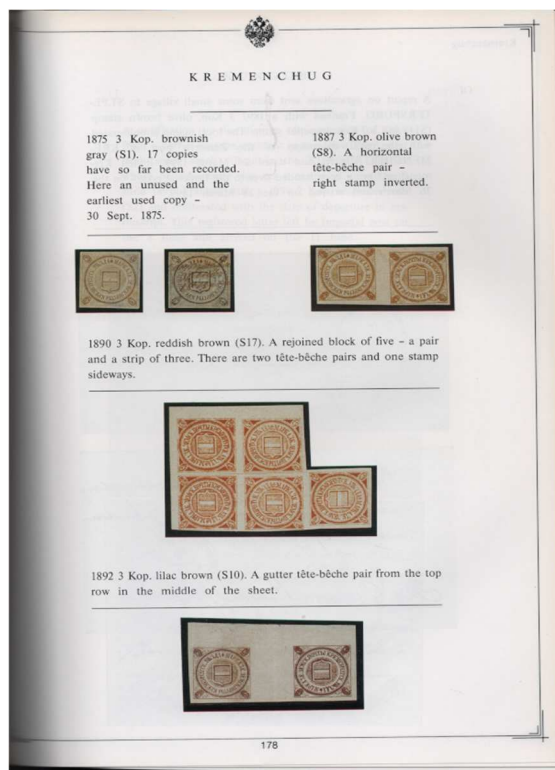 KREMENCHUG
1875 3 Kop. brownish
gray (S1). 17 copies
have so far been recorded.
Here an unused and the
earliest used copy –
30 Sept. 1875.
1887 3 Kop. olive brown
(S8). A horizontal
tête-bêche pair –
right stamp inverted.
1890 3 Kop. reddish brown (S17). A rejoined block of five – a pair
and a strip of three. There are two tête-bêche pairs and one stamp
sideways.
1892 3 Kop. lilac brown (S10). A gutter tête-bêche pair from the top
row in the middle of the sheet.
178